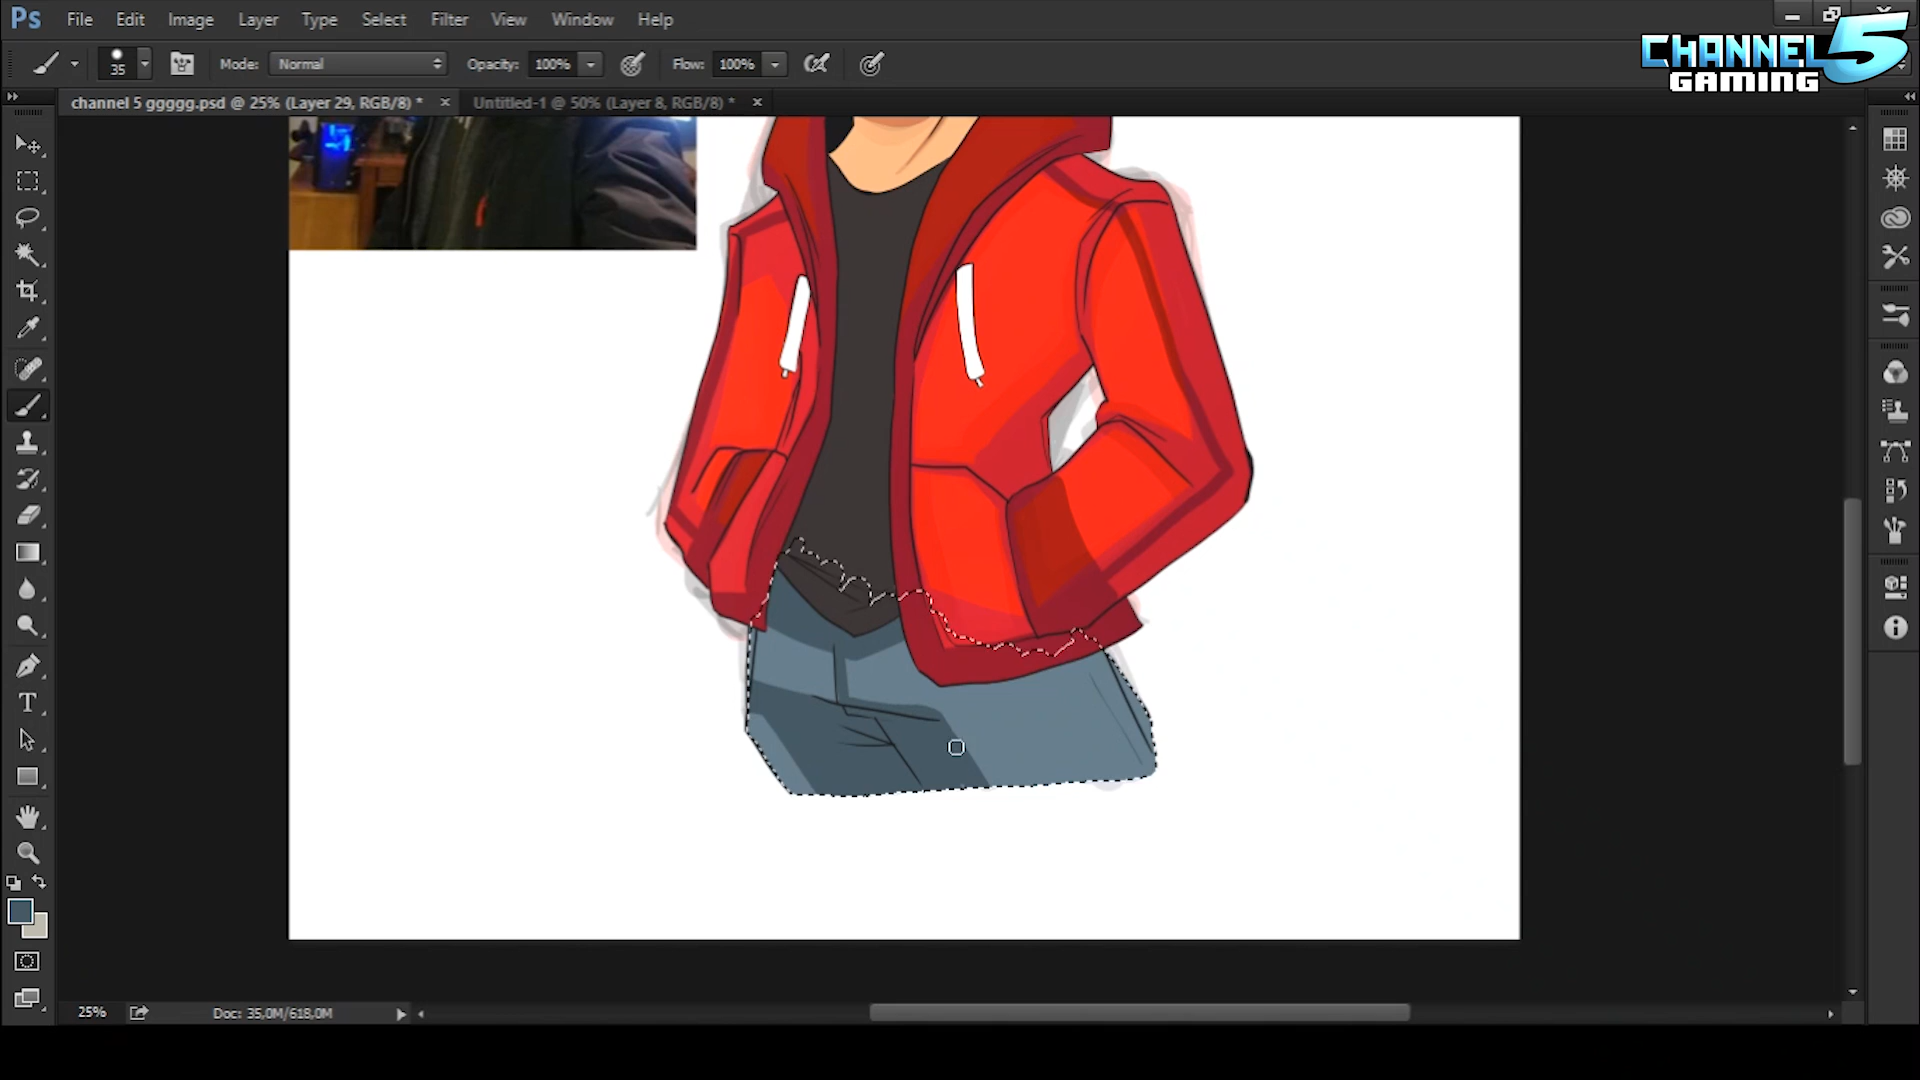 Ps File Edit Image Layer Type Select Filter View Window Help
35 Mode: Normal Opacity: 100% Flow: 100%
CHANNEL 5
GAMING
channel 5 ggggg.psd @ 25% (Layer 29, RGB/8) * × Untitled-1 @ 50% (Layer 8, RGB/8) * ×
25% Doc: 35,0M/618,0M